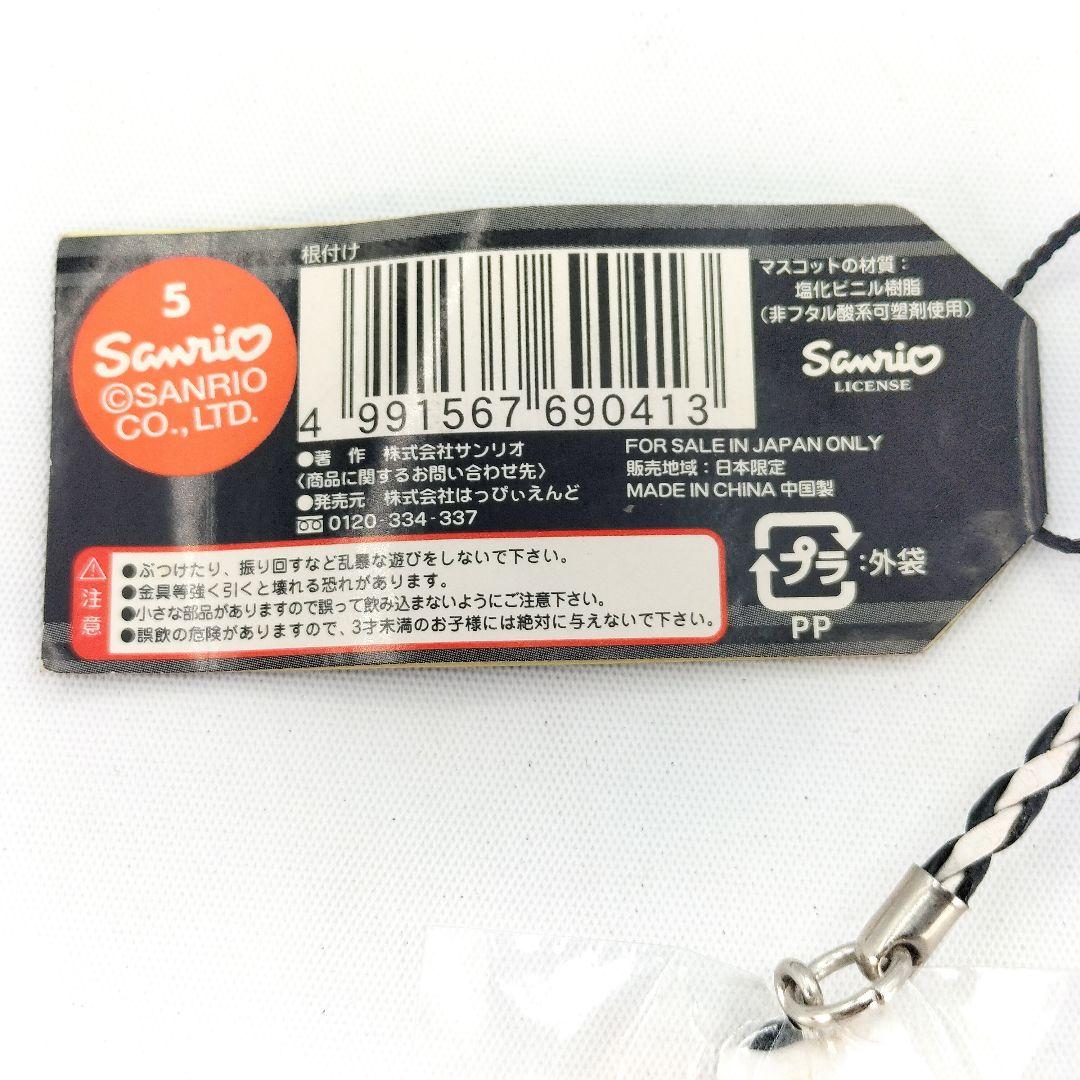 5
Sanrio
©SANRIO
CO., LTD.
根付け
4 991567 690413
●著 作 株式会社サンリオ
〈商品に関するお問い合わせ先〉
●発売元 株式会社はっぴぃえんど
0120-334-337
マスコットの材質：
塩化ビニル樹脂
（非フタル酸系可塑剤使用）
Sanrio
LICENSE
FOR SALE IN JAPAN ONLY
販売地域：日本限定
MADE IN CHINA 中国製
プラ：外袋
PP
注意
●ぶつけたり、振り回すなど乱暴な遊びをしないで下さい。
●金具等強く引くと壊れる恐れがあります。
●小さな部品がありますので誤って飲み込まないようにご注意下さい。
●誤飲の危険がありますので、3才未満のお子様には絶対に与えないで下さい。